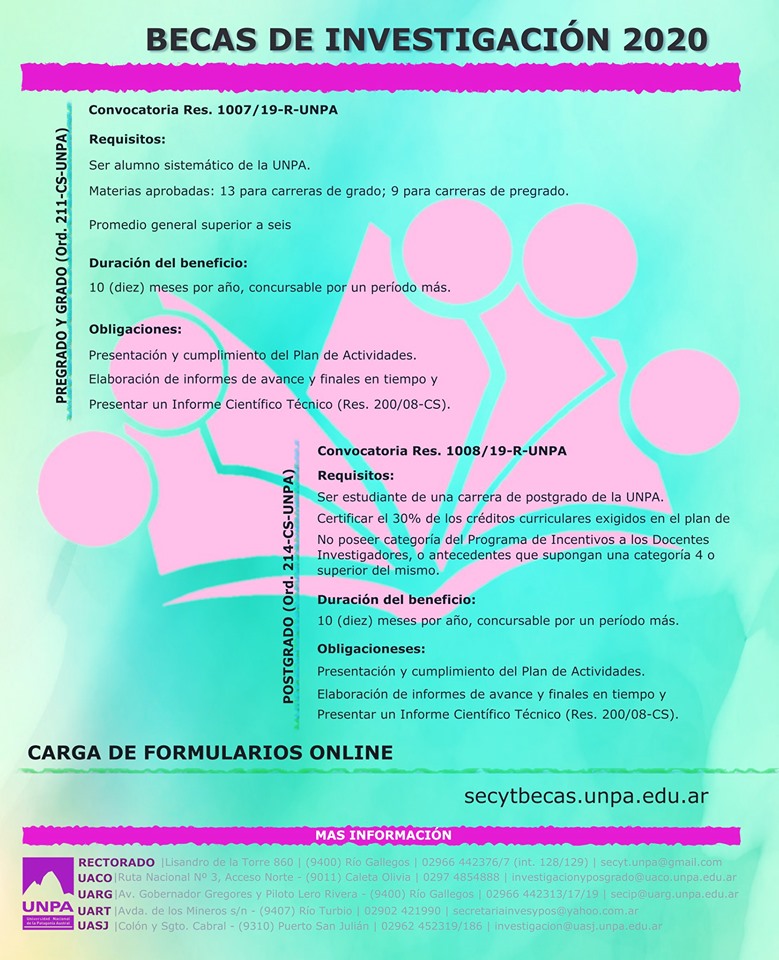 BECAS DE INVESTIGACIÓN 2020
PREGRADO Y GRADO (Ord. 211-CS-UNPA)
Convocatoria Res. 1007/19-R-UNPA
Requisitos:
Ser alumno sistemático de la UNPA.
Materias aprobadas: 13 para carreras de grado; 9 para carreras de pregrado.
Promedio general superior a seis
Duración del beneficio:
10 (diez) meses por año, concursable por un período más.
Obligaciones:
Presentación y cumplimiento del Plan de Actividades.
Elaboración de informes de avance y finales en tiempo y
Presentar un Informe Científico Técnico (Res. 200/08-CS).
POSTGRADO (Ord. 214-CS-UNPA)
Convocatoria Res. 1008/19-R-UNPA
Requisitos:
Ser estudiante de una carrera de postgrado de la UNPA.
Certificar el 30% de los créditos curriculares exigidos en el plan de
No poseer categoría del Programa de Incentivos a los Docentes
Investigadores, o antecedentes que supongan una categoría 4 o
superior del mismo.
Duración del beneficio:
10 (diez) meses por año, concursable por un período más.
Obligacioneses:
Presentación y cumplimiento del Plan de Actividades.
Elaboración de informes de avance y finales en tiempo y
Presentar un Informe Científico Técnico (Res. 200/08-CS).
CARGA DE FORMULARIOS ONLINE
secytbecas.unpa.edu.ar
MAS INFORMACIÓN
RECTORADO |Lisandro de la Torre 860 | (9400) Río Gallegos | 02966 442376/7 (int. 128/129) | secyt.unpa@gmail.com
UACO|Ruta Nacional Nº 3, Acceso Norte - (9011) Caleta Olivia | 0297 4854888 | investigacionyposgrado@uaco.unpa.edu.ar
UARG|Av. Gobernador Gregores y Piloto Lero Rivera - (9400) Río Gallegos | 02966 442313/17/19 | secip@uarg.unpa.edu.ar
UART |Avda. de los Mineros s/n - (9407) Río Turbio | 02902 421990 | secretariainvesypos@yahoo.com.ar
UASJ |Colón y Sgto. Cabral - (9310) Puerto San Julián | 02962 452319/186 | investigacion@uasj.unpa.edu.ar
UNPA
Universidad Nacional
de la Patagonia Austral